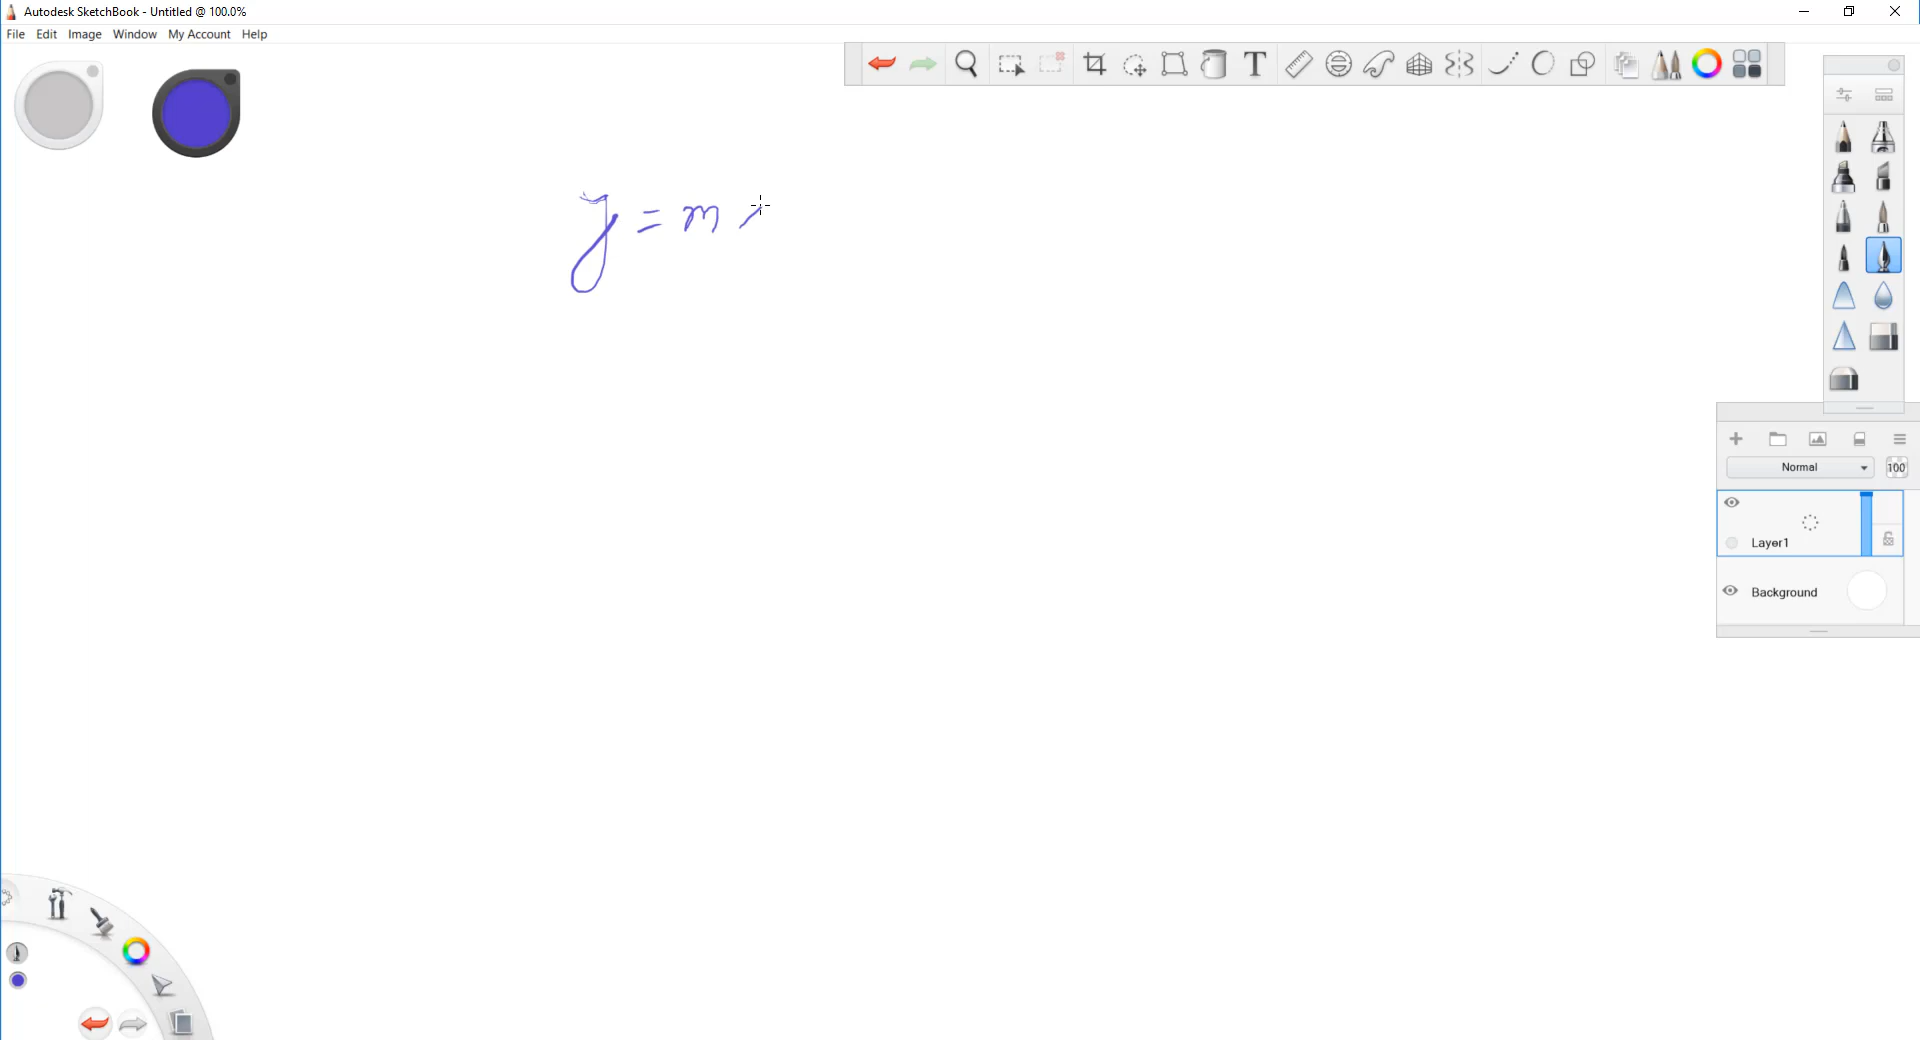 Autodesk SketchBook - Untitled @ 100.0%
File Edit Image Window My Account Help
y = m
Normal 100
Layer1
Background